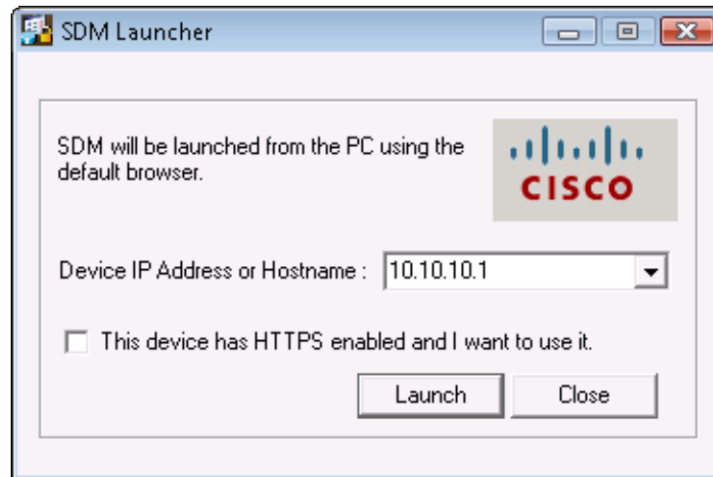 SDM Launcher
SDM will be launched from the PC using the
default browser.
CISCO
Device IP Address or Hostname : 10.10.10.1
This device has HTTPS enabled and I want to use it.
Launch Close